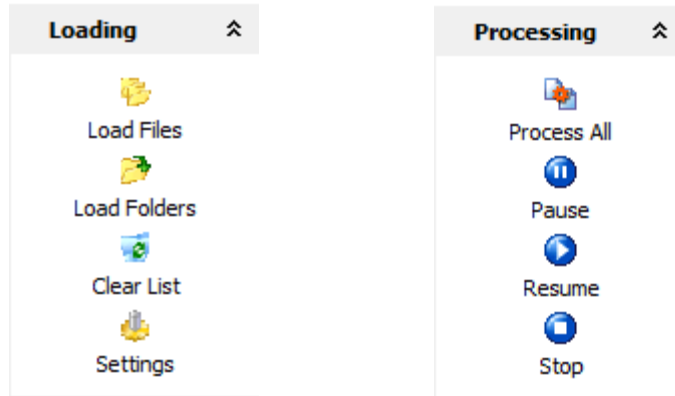 Loading
Load Files
Load Folders
Clear List
Settings
Processing
Process All
Pause
Resume
Stop